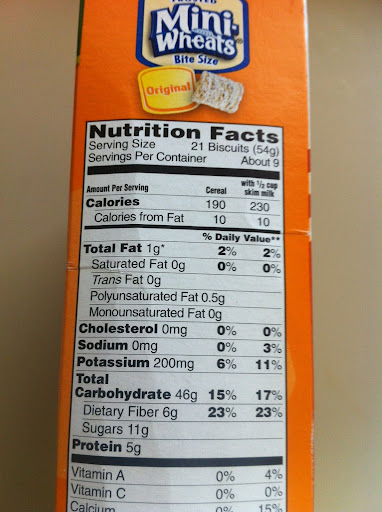 FROSTED
Mini-
Wheats
Bite Size
Original
Nutrition Facts
Serving Size 21 Biscuits (54g)
Servings Per Container About 9
Amount Per Serving Cereal with 1/2 cup skim milk
Calories 190 230
Calories from Fat 10 10
% Daily Value**
Total Fat 1g* 2% 2%
Saturated Fat 0g 0% 0%
Trans Fat 0g
Polyunsaturated Fat 0.5g
Monounsaturated Fat 0g
Cholesterol 0mg 0% 0%
Sodium 0mg 0% 3%
Potassium 200mg 6% 11%
Total
Carbohydrate 46g 15% 17%
Dietary Fiber 6g 23% 23%
Sugars 11g
Protein 5g
Vitamin A 0% 4%
Vitamin C 0% 0%
Calcium 0% 15%